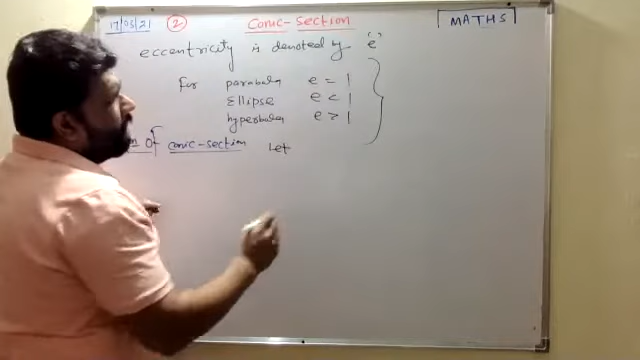 17/05/21 2 Conic-Section MATHS
eccentricity is denoted by 'e'
For parabola e = 1
Ellipse e < 1
hyperbola e > 1
Of conic-section Let